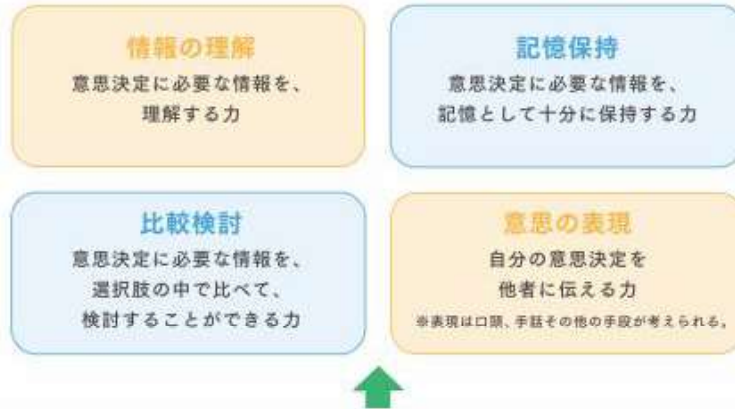 情報の理解
意思決定に必要な情報を、
理解する力
記憶保持
意思決定に必要な情報を、
記憶として十分に保持する力
比較検討
意思決定に必要な情報を、
選択肢の中で比べて、
検討することができる力
意思の表現
自分の意思決定を
他者に伝える力
※表現は口頭、手話その他の手段が考えられる。